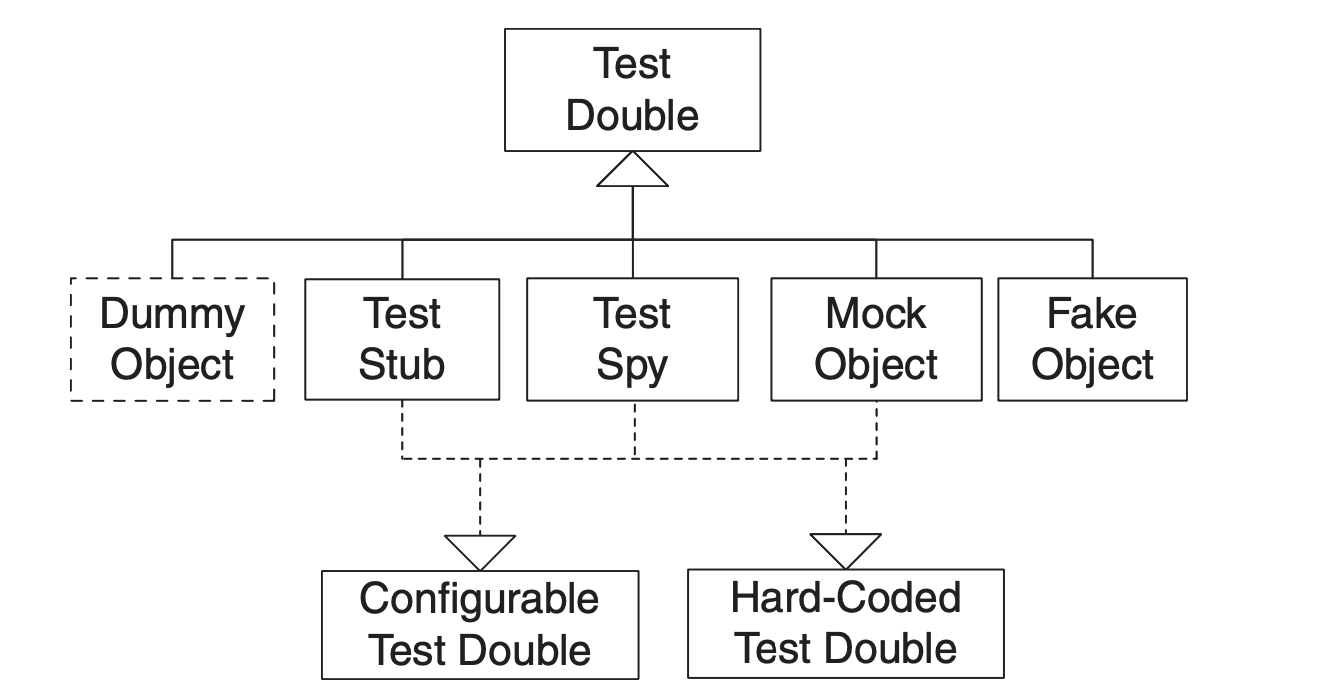 Test
Double
Dummy
Object
Test
Stub
Test
Spy
Mock
Object
Fake
Object
Configurable
Test Double
Hard-Coded
Test Double